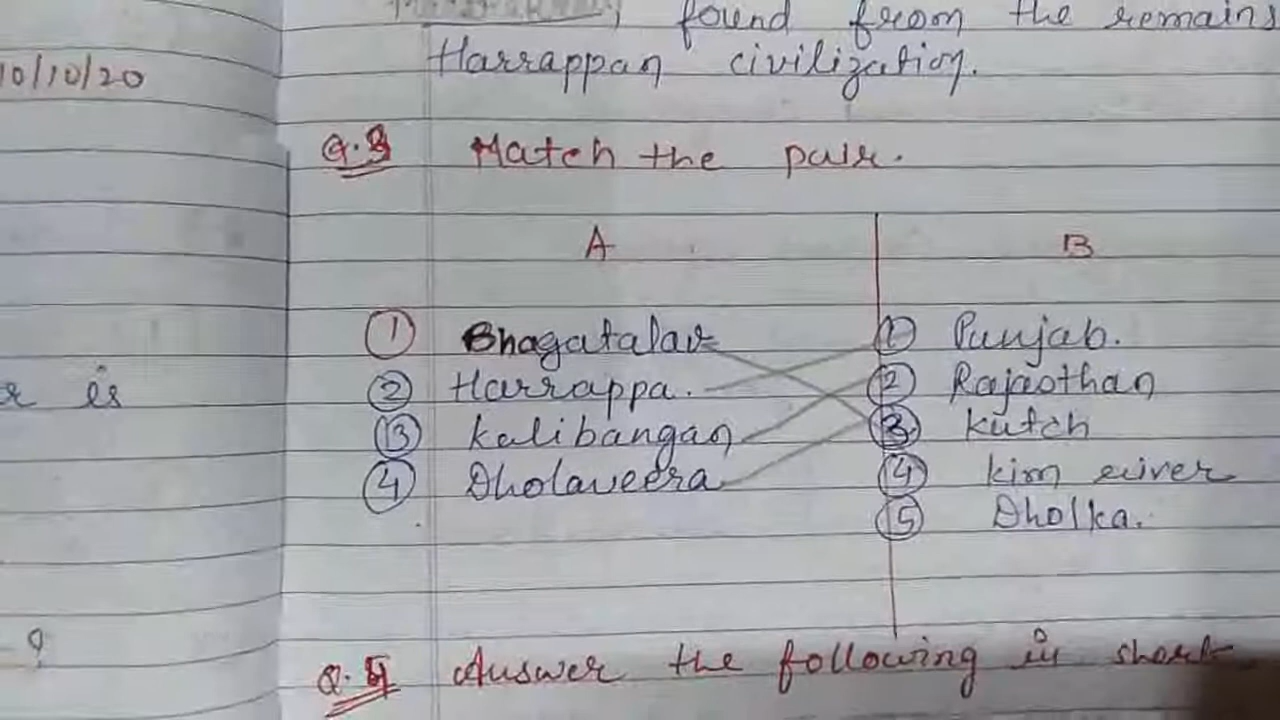 found from the remains
Harrappan civilization.
10/10/20
Q.3 Match the pair.
A B
1 Bhagatalav 1 Punjab.
2 Harrappa. 2 Rajasthan
3 Kalibangan 3 Kutch
er is
4 Dholaveera 4 Kim river
5 Dholka.
?
Q.4 Answer the following in short